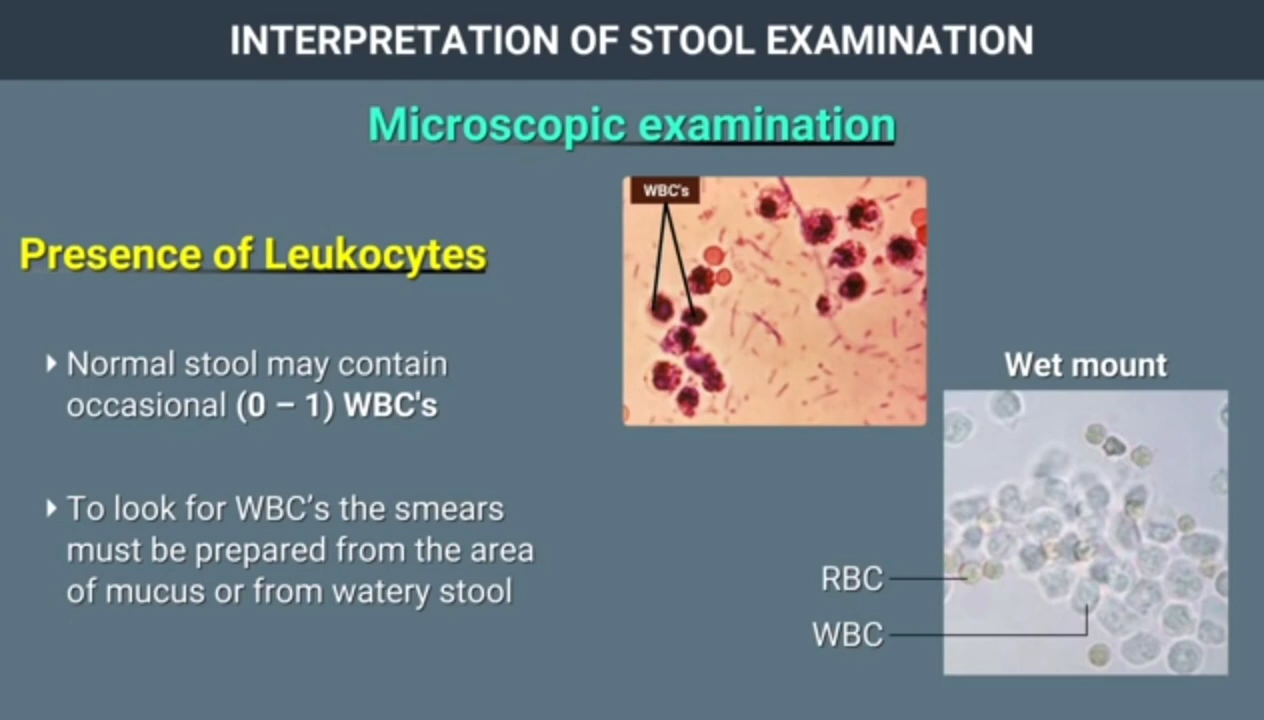 INTERPRETATION OF STOOL EXAMINATION
Microscopic examination
WBC's
Presence of Leukocytes
Normal stool may contain
occasional (0 – 1) WBC's
To look for WBC’s the smears
must be prepared from the area
of mucus or from watery stool
Wet mount
RBC
WBC